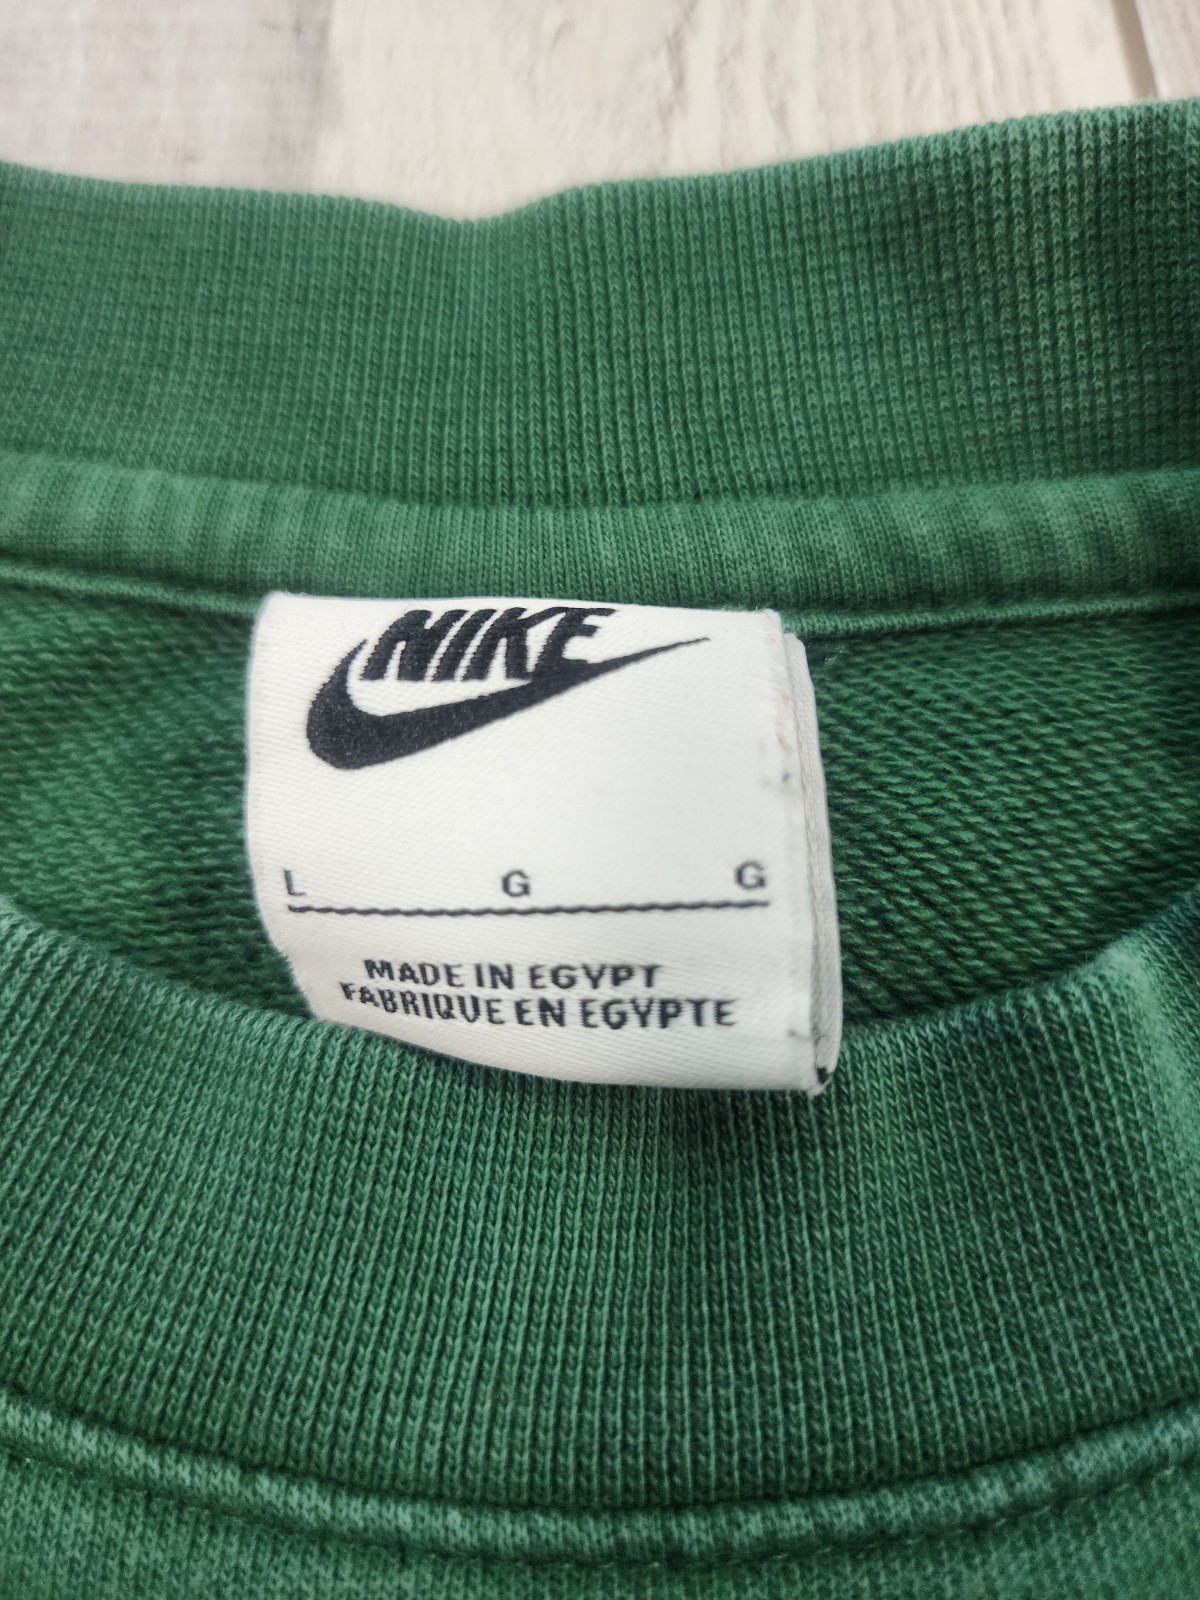 NIKE
L G G
MADE IN EGYPT
FABRIQUE EN EGYPTE